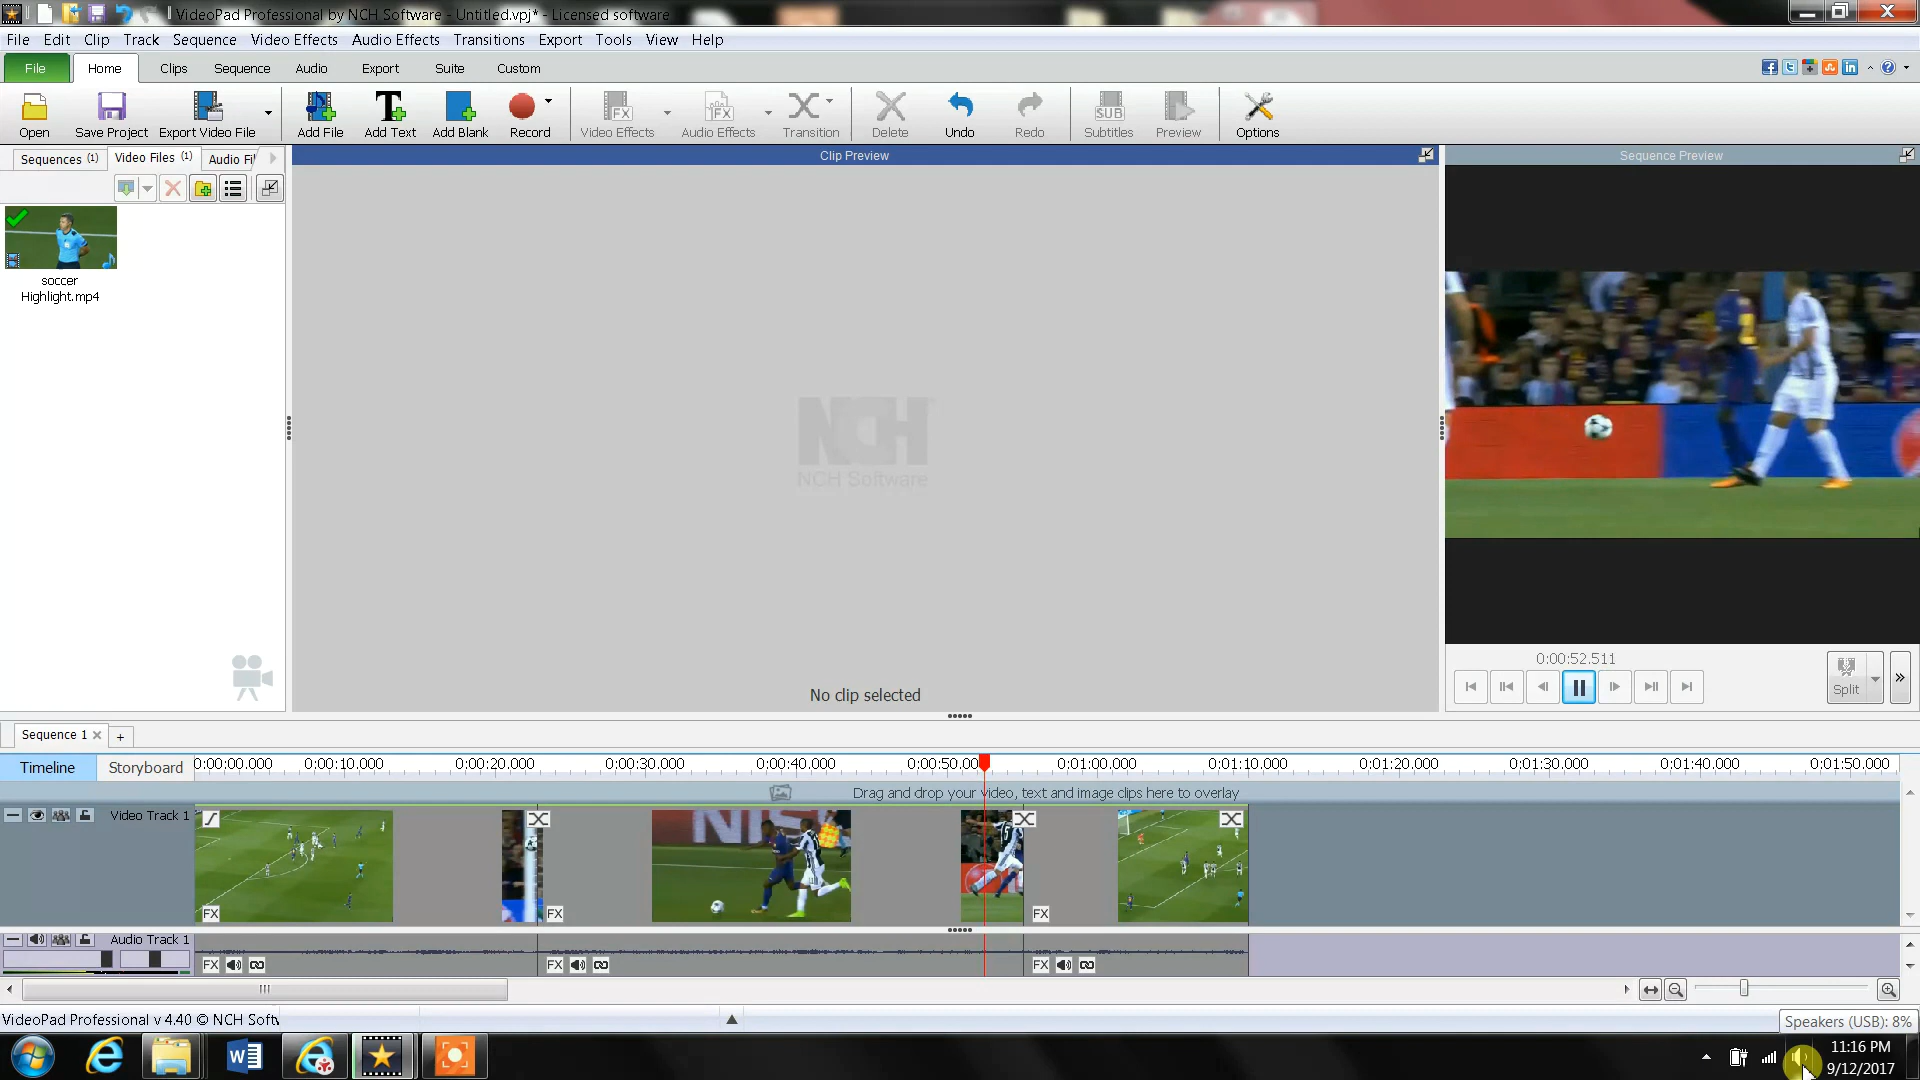 VideoPad Professional by NCH Software - Untitled.vpj* - Licensed software
File Edit Clip Track Sequence Video Effects Audio Effects Transitions Export Tools View Help
File Home Clips Sequence Audio Export Suite Custom
Open Save Project Export Video File Add File Add Text Add Blank Record Video Effects Audio Effects Transition Delete Undo Redo SUB Subtitles Preview Options
Sequences (1) Video Files (1) Audio Fil
Clip Preview
Sequence Preview
soccer
Highlight.mp4
NCH
NCH Software
No clip selected
0:00:52.511
Split
Sequence 1
Timeline Storyboard
0:00:00.000 0:00:10.000 0:00:20.000 0:00:30.000 0:00:40.000 0:00:50.00 0:01:00.000 0:01:10.000 0:01:20.000 0:01:30.000 0:01:40.000 0:01:50.000
Drag and drop your video, text and image clips here to overlay
Video Track 1
FX FX FX
Audio Track 1
FX FX FX
VideoPad Professional v 4.40 © NCH Soft
Speakers (USB): 8%
11:16 PM
9/12/2017